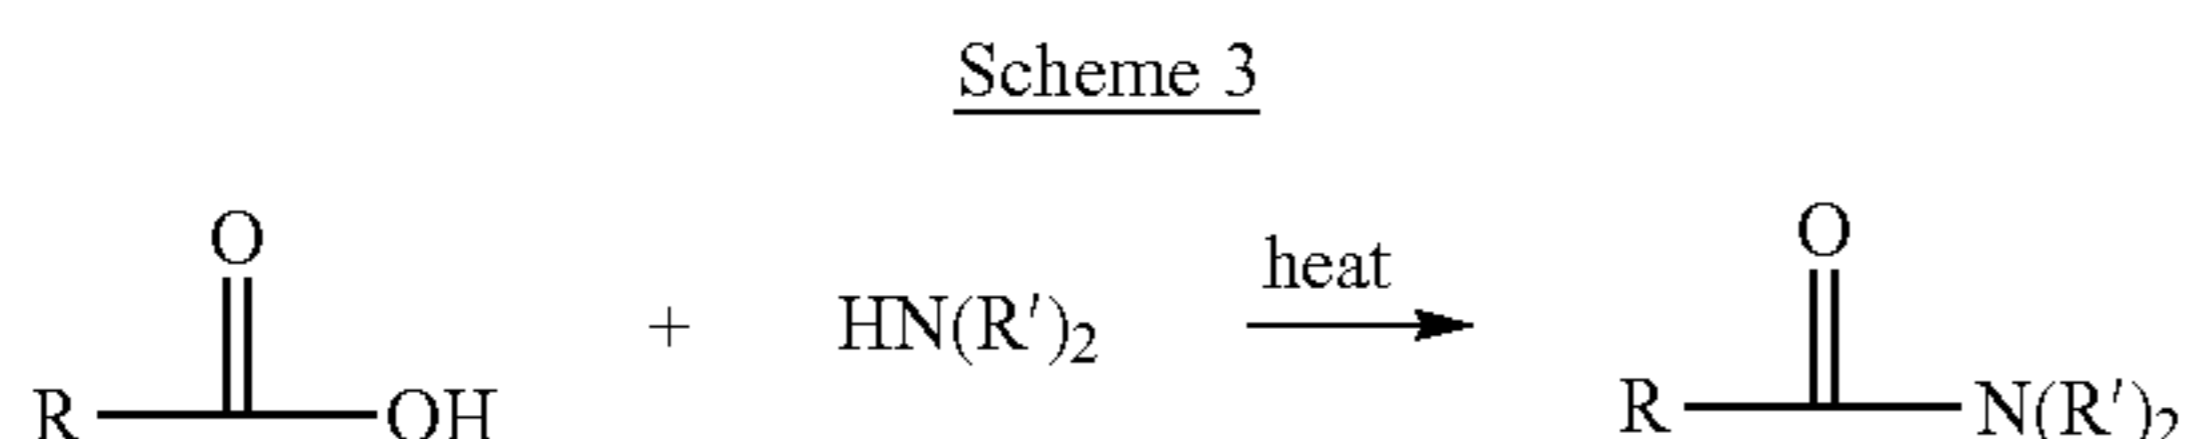 Scheme 3
O
O
heat
+ HN(R′)₂
R OH
R N(R′)₂